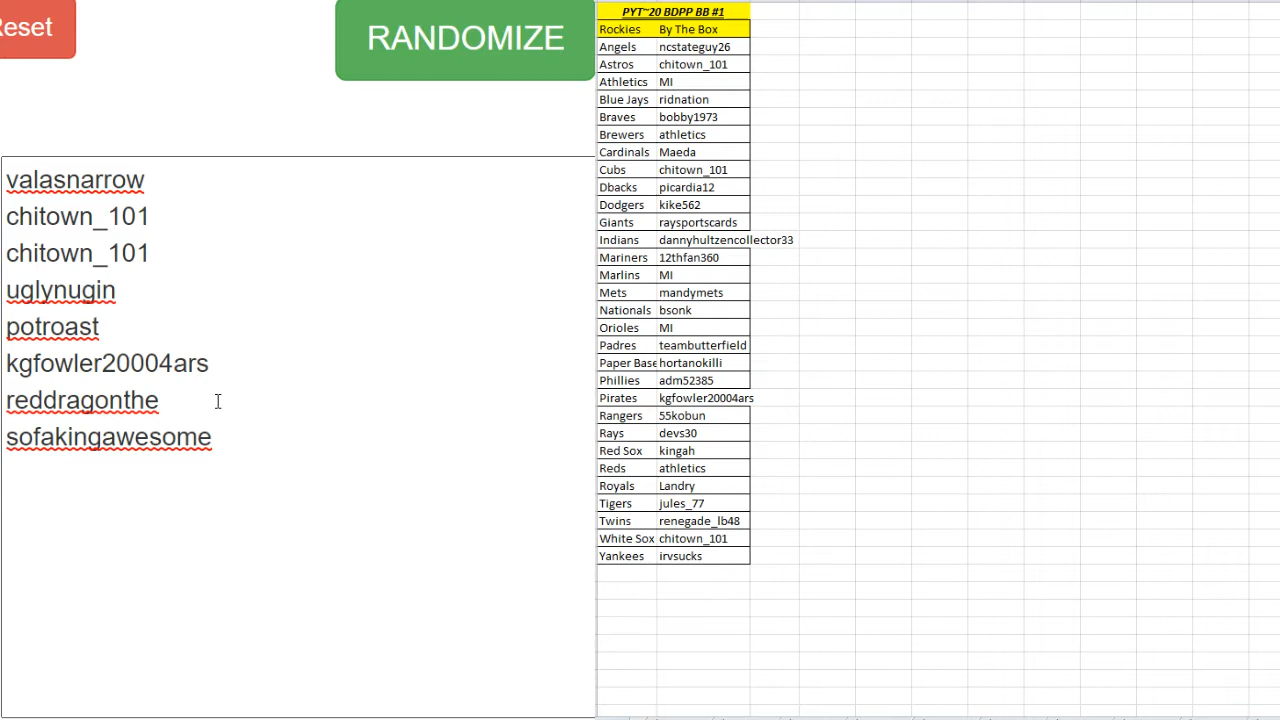 Reset
RANDOMIZE
valasnarrow
chitown_101
chitown_101
uglynugin
potroast
kgfowler20004ars
reddragonthe
sofakingawesome
PYT~20 BDPP BB #1
Rockies By The Box
Angels ncstateguy26
Astros chitown_101
Athletics MI
Blue Jays ridnation
Braves bobby1973
Brewers athletics
Cardinals Maeda
Cubs chitown_101
Dbacks picardia12
Dodgers kike562
Giants raysportscards
Indians dannyhultzencollector33
Mariners 12thfan360
Marlins MI
Mets mandymets
Nationals bsonk
Orioles MI
Padres teambutterfield
Paper Base hortanokilli
Phillies adm52385
Pirates kgfowler20004ars
Rangers 55kobun
Rays devs30
Red Sox kingah
Reds athletics
Royals Landry
Tigers jules_77
Twins renegade_lb48
White Sox chitown_101
Yankees irvsucks